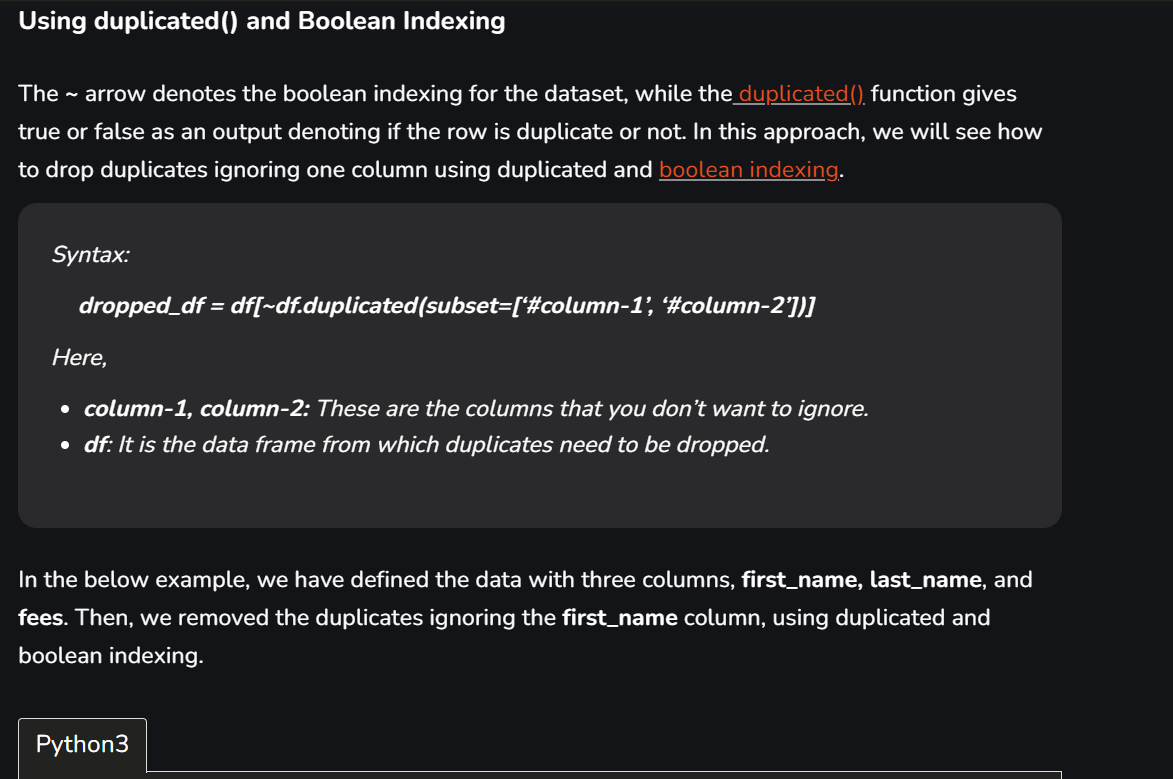 Using duplicated() and Boolean Indexing
The ~ arrow denotes the boolean indexing for the dataset, while the duplicated() function gives
true or false as an output denoting if the row is duplicate or not. In this approach, we will see how
to drop duplicates ignoring one column using duplicated and boolean indexing.
Syntax:
dropped_df = df[~df.duplicated(subset=[‘#column-1’, ‘#column-2’])]
Here,
• column-1, column-2: These are the columns that you don’t want to ignore.
• df: It is the data frame from which duplicates need to be dropped.
In the below example, we have defined the data with three columns, first_name, last_name, and
fees. Then, we removed the duplicates ignoring the first_name column, using duplicated and
boolean indexing.
Python3